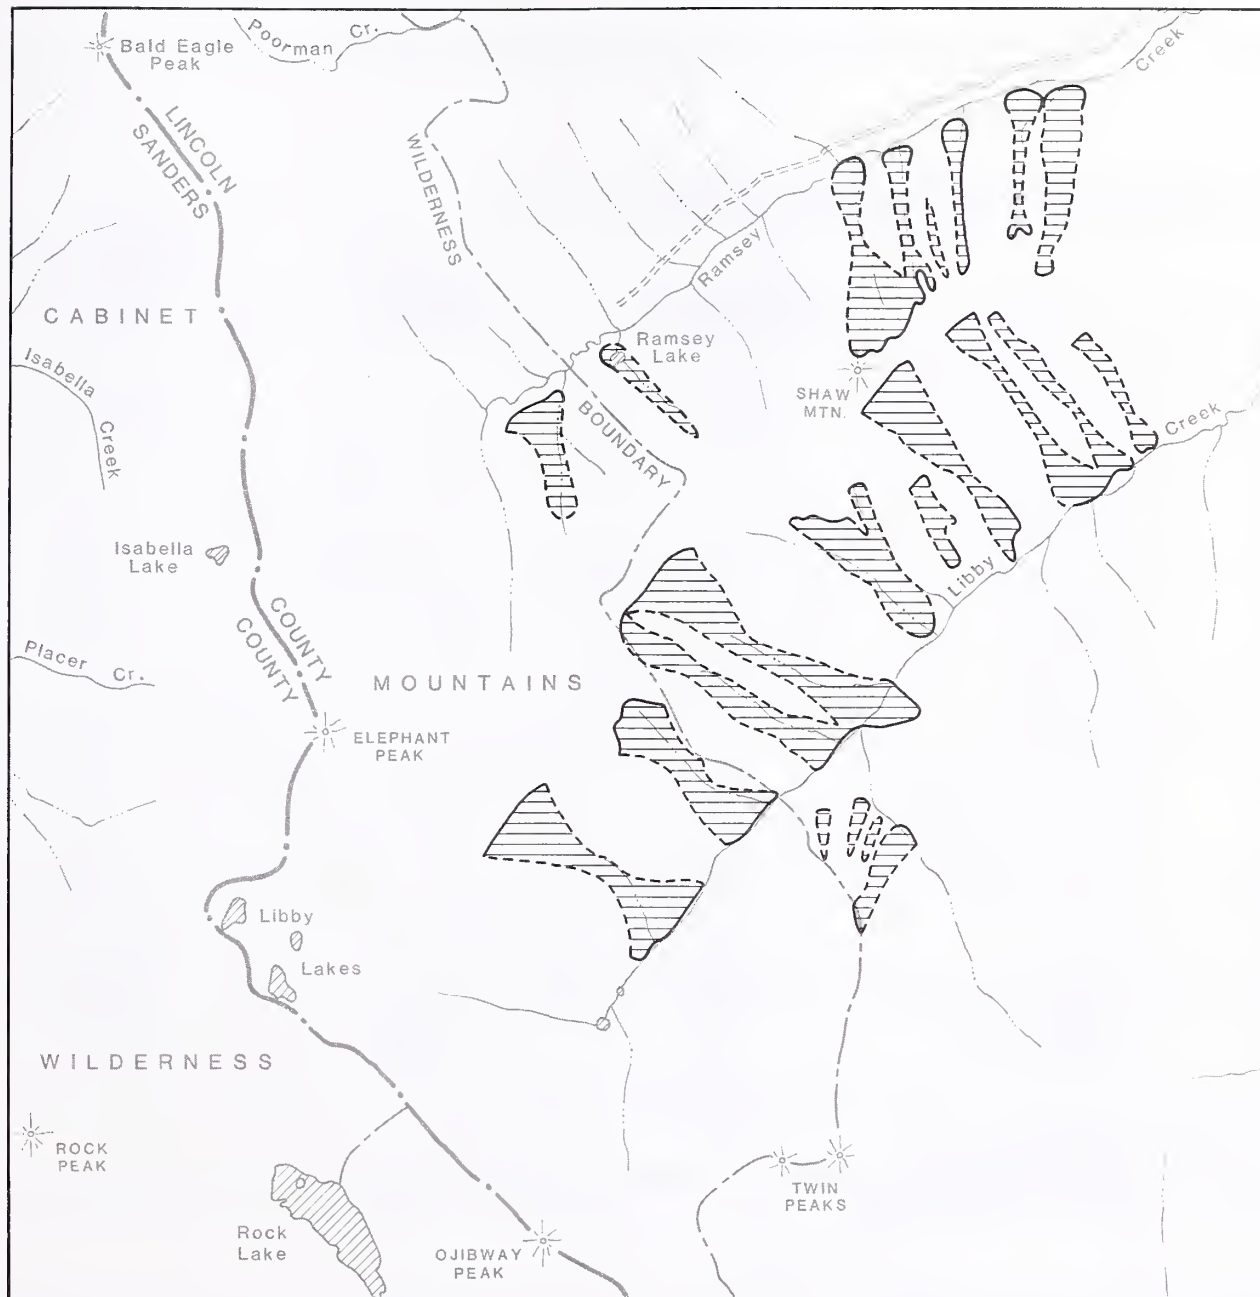 Poorman Cr.
Creek
Bald Eagle
Peak
LINCOLN
SANDERS
WILDERNESS
Ramsey
CABINET
Ramsey
Lake
Isabella
Creek
SHAW
MTN.
BOUNDARY
Creek
Isabella
Lake
Libby
COUNTY
COUNTY
Placer Cr.
MOUNTAINS
ELEPHANT
PEAK
Libby
Lakes
WILDERNESS
ROCK
PEAK
TWIN
PEAKS
Rock
Lake
OJIBWAY
PEAK